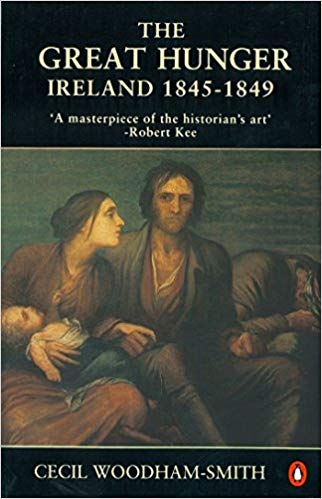 THE
GREAT HUNGER
IRELAND 1845-1849
‘A masterpiece of the historian's art’
-Robert Kee
CECIL WOODHAM-SMITH